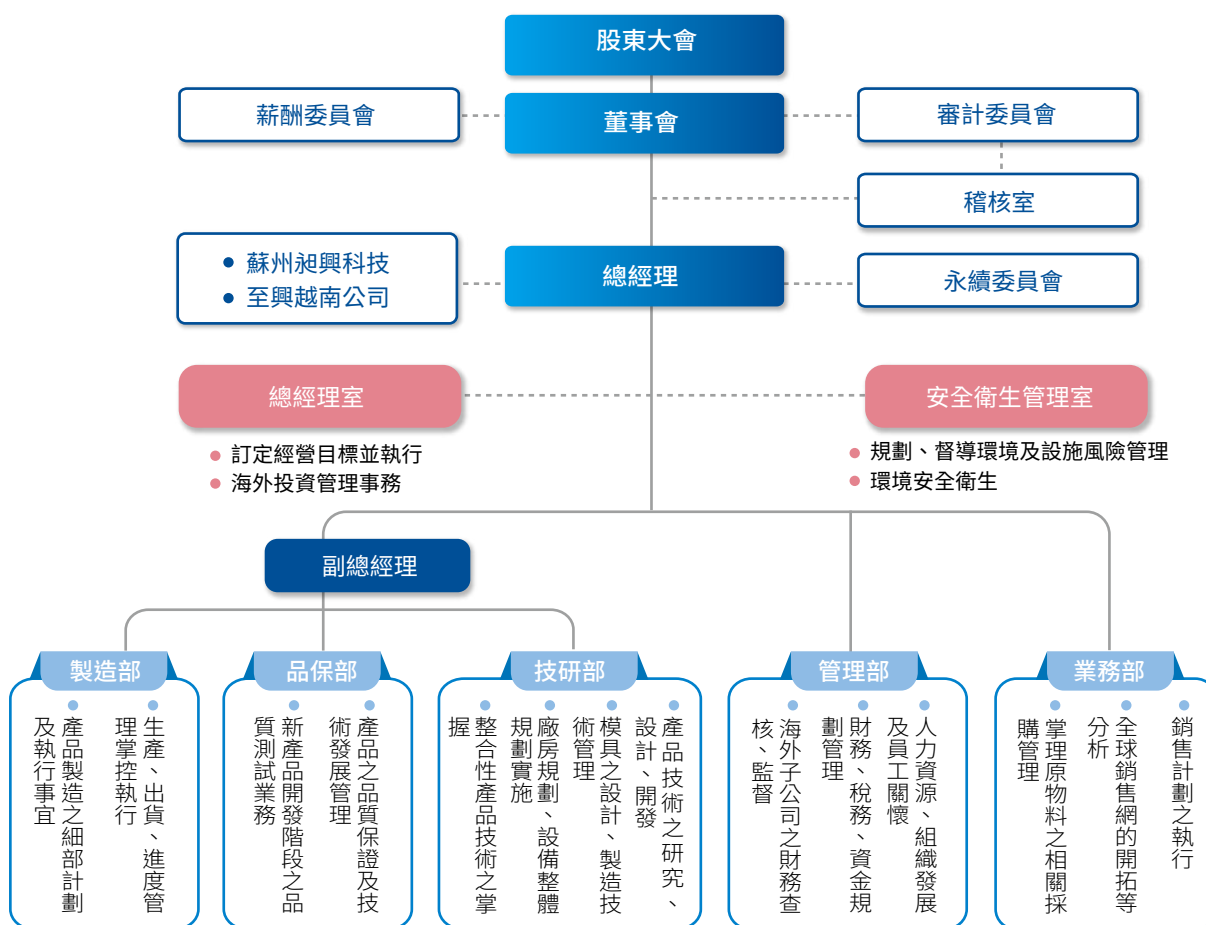 股東大會
薪酬委員會
董事會
審計委員會
稽核室
蘇州昶興科技
至興越南公司
總經理
永續委員會
總經理室
安全衛生管理室
訂定經營目標並執行
海外投資管理事務
規劃、督導環境及設施風險管理
環境安全衛生
副總經理
製造部
生產、出貨、進度管
理掌控執行
產品製造之細部計劃
及執行事宜
品保部
產品之品質保證及技
術發展管理
新產品開發階段之品
質測試業務
技研部
產品技術之研究、
設計、開發
模具之設計、製造技
術管理
廠房規劃、設備整體
規劃實施
整合性產品技術之掌
握
管理部
人力資源、組織發展
及員工關懷
財務、稅務、資金規
劃管理
海外子公司之財務查
核、監督
業務部
銷售計劃之執行
全球銷售網的開拓等
分析
掌理原物料之相關採
購管理